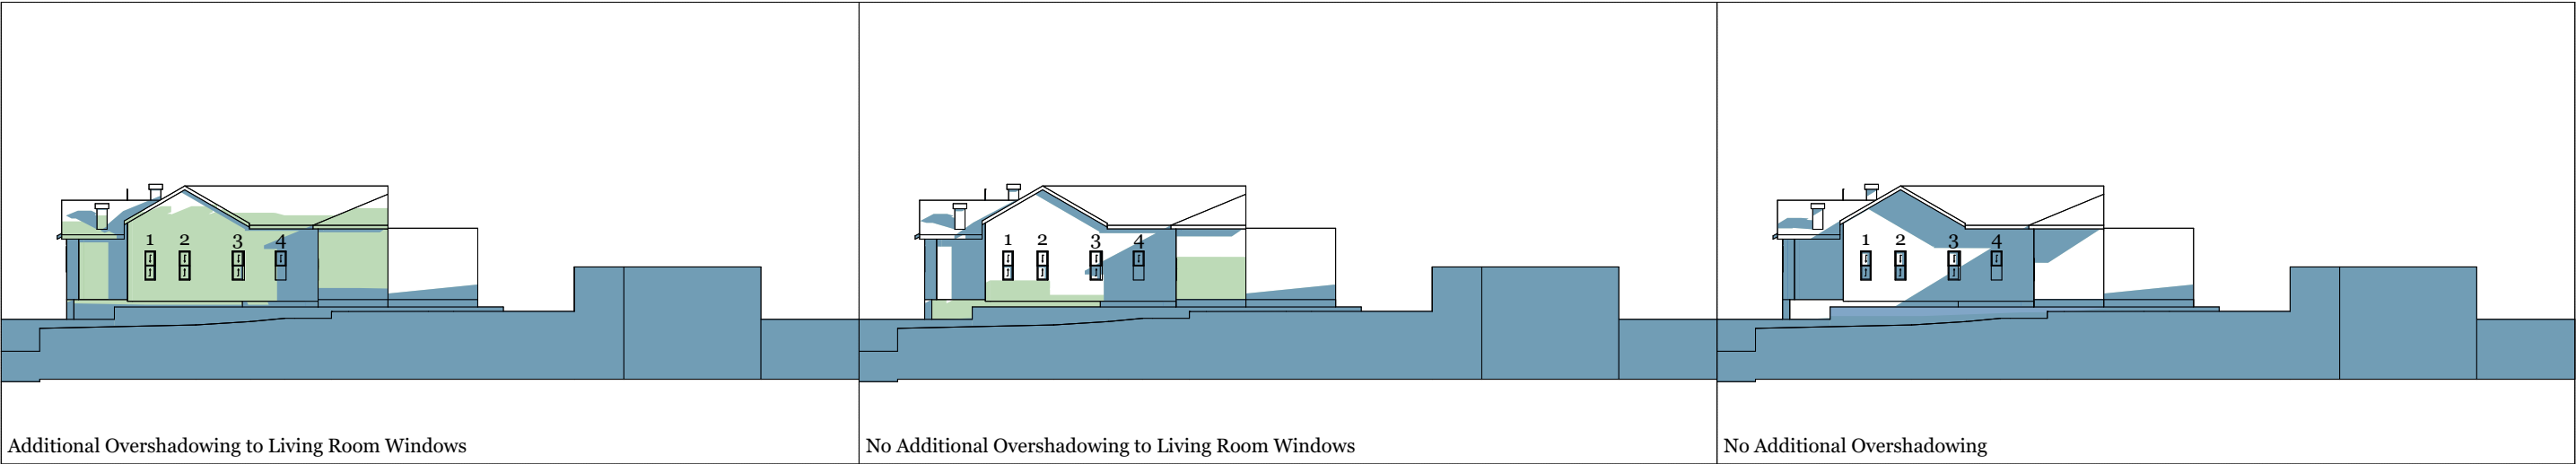 1 2 3 4
Additional Overshadowing to Living Room Windows
1 2 3 4
No Additional Overshadowing to Living Room Windows
1 2 3 4
No Additional Overshadowing